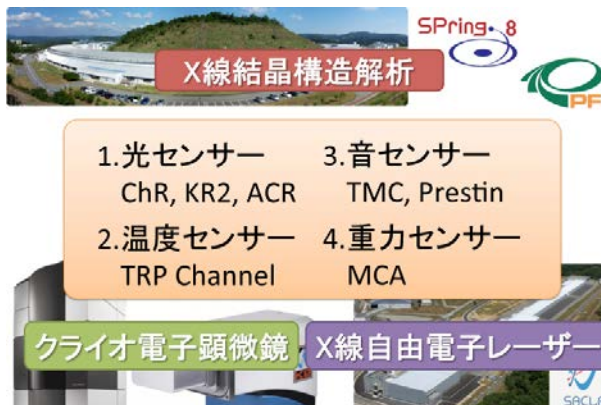 SPring-8
X線結晶構造解析
PF
1.光センサー
ChR, KR2, ACR
2.温度センサー
TRP Channel
3.音センサー
TMC, Prestin
4.重力センサー
MCA
クライオ電子顕微鏡
X線自由電子レーザー
SACLA